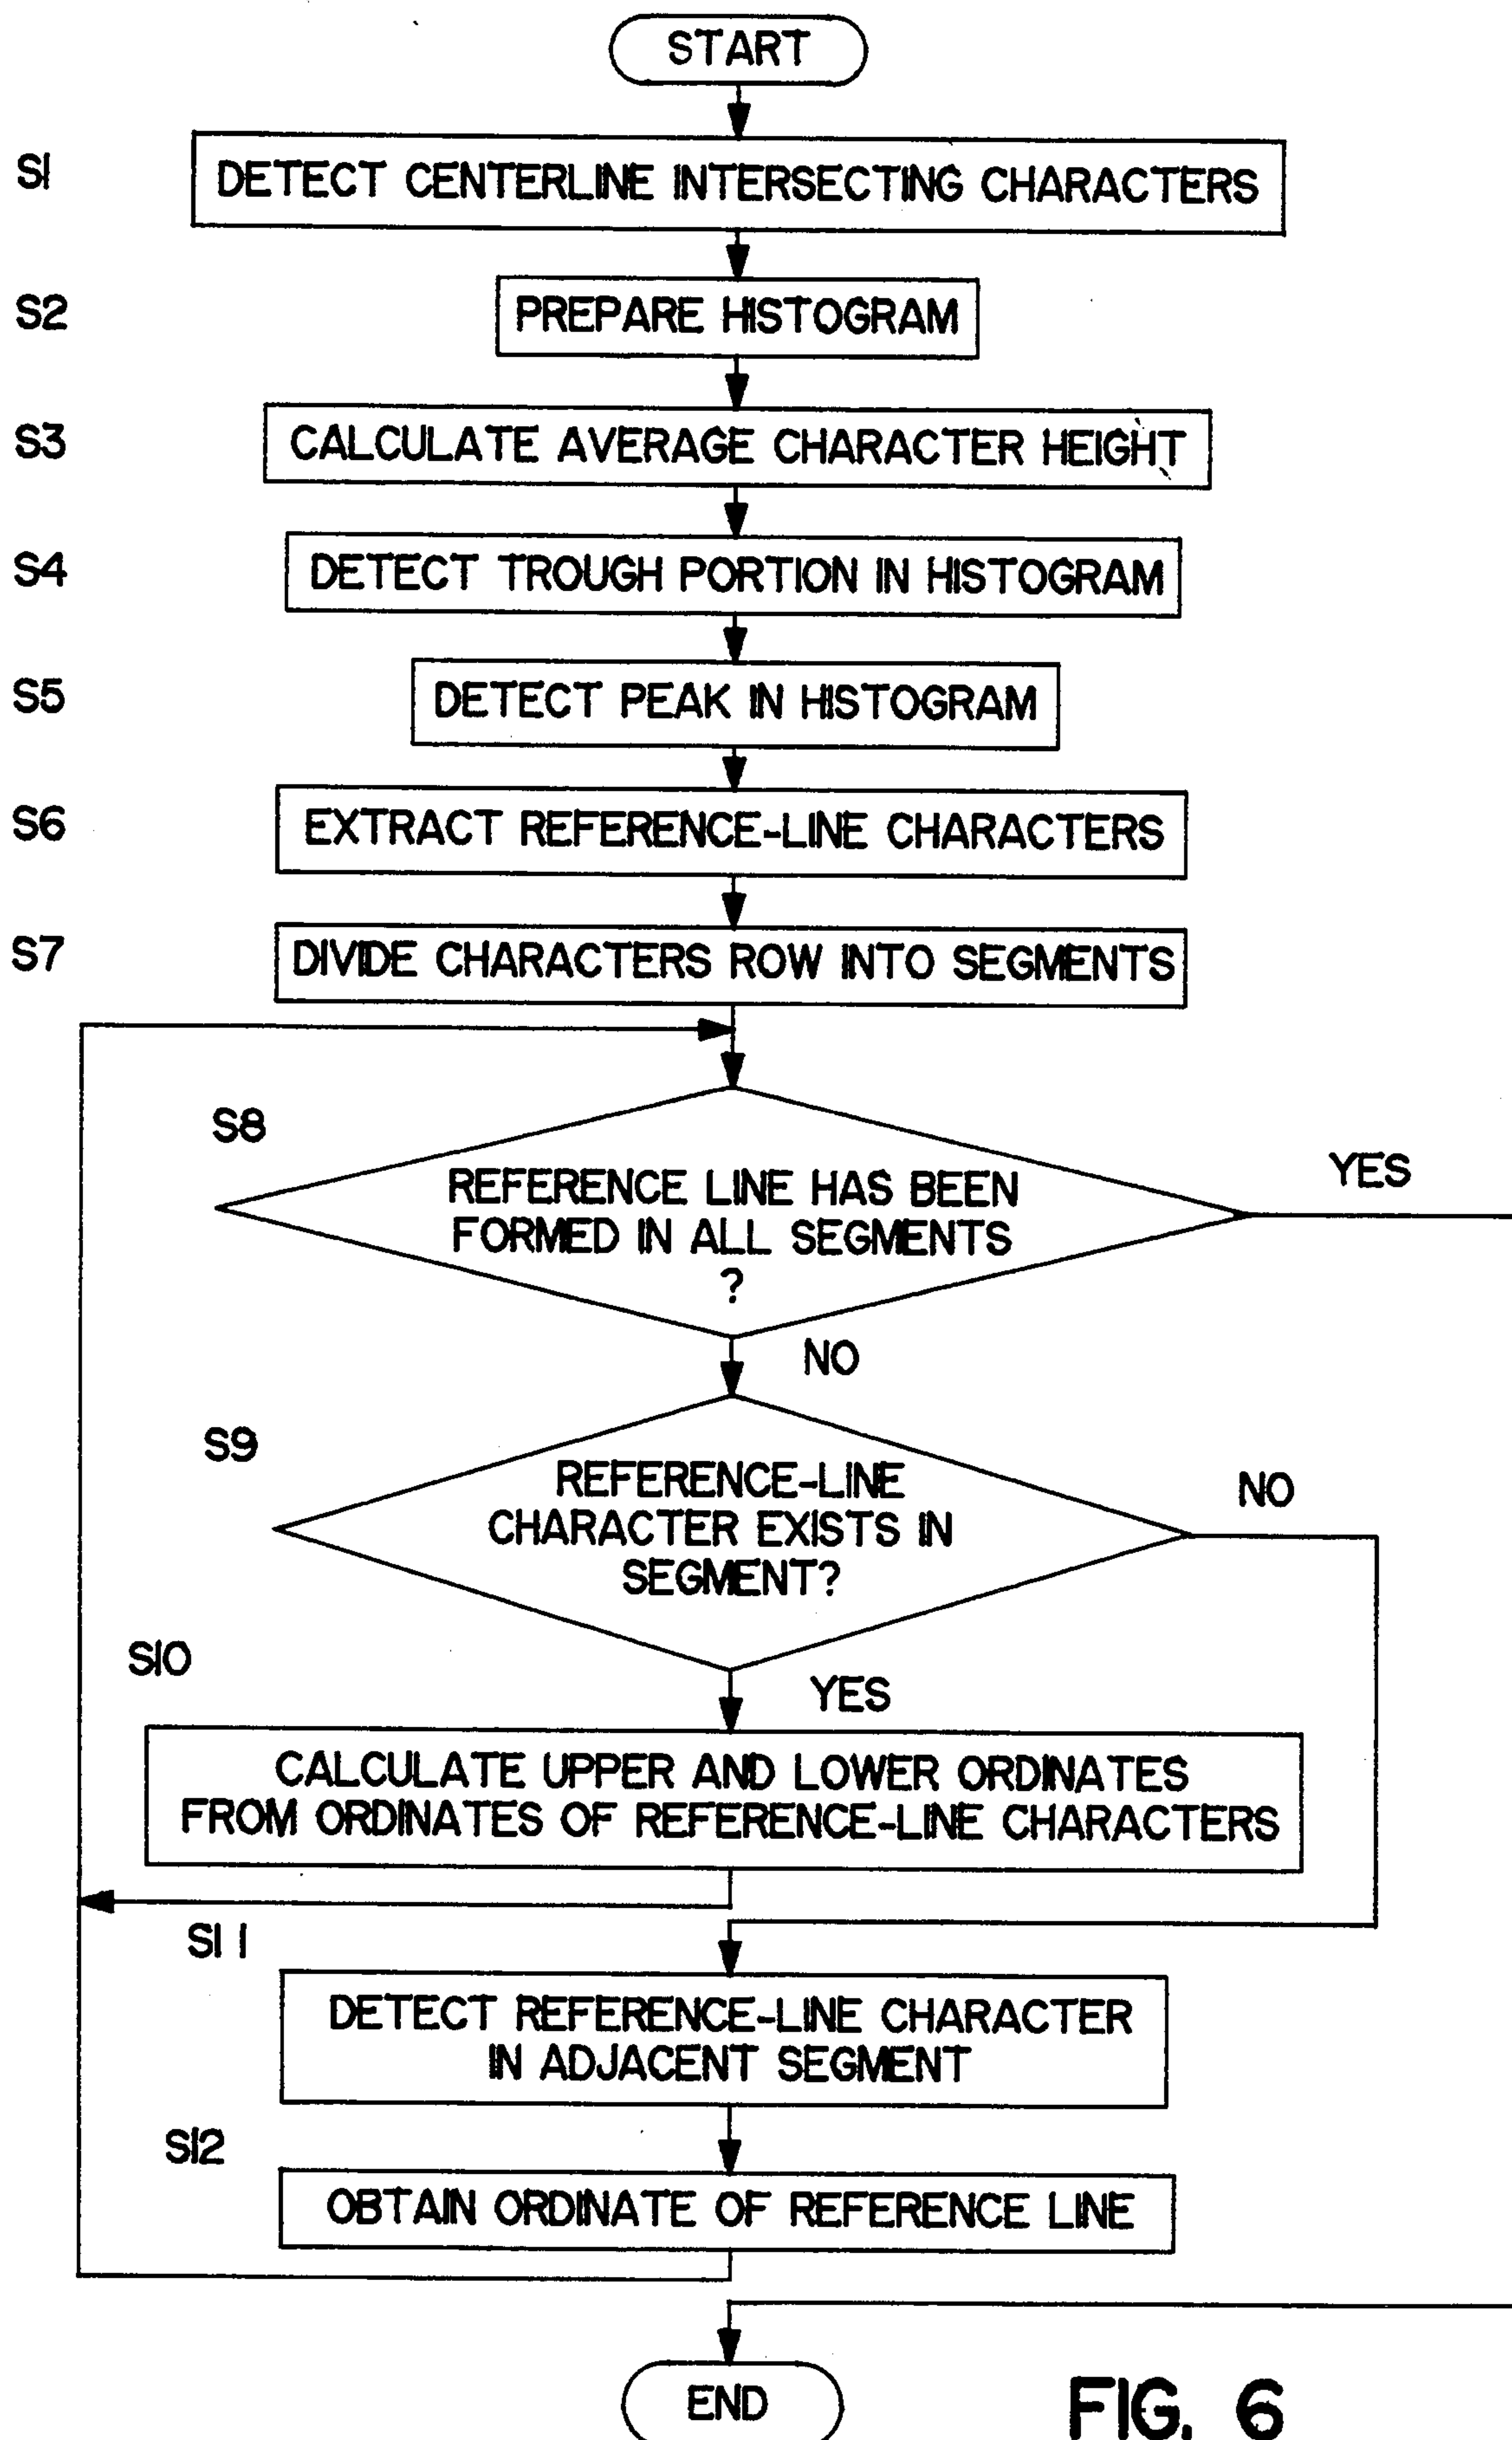 START
S1
DETECT CENTERLINE INTERSECTING CHARACTERS
S2
PREPARE HISTOGRAM
S3
CALCULATE AVERAGE CHARACTER HEIGHT
S4
DETECT TROUGH PORTION IN HISTOGRAM
S5
DETECT PEAK IN HISTOGRAM
S6
EXTRACT REFERENCE-LINE CHARACTERS
S7
DIVIDE CHARACTERS ROW INTO SEGMENTS
S8
REFERENCE LINE HAS BEEN
FORMED IN ALL SEGMENTS
?
YES
NO
S9
REFERENCE-LINE
CHARACTER EXISTS IN
SEGMENT?
NO
YES
S10
CALCULATE UPPER AND LOWER ORDINATES
FROM ORDINATES OF REFERENCE-LINE CHARACTERS
S11
DETECT REFERENCE-LINE CHARACTER
IN ADJACENT SEGMENT
S12
OBTAIN ORDINATE OF REFERENCE LINE
END
FIG. 6